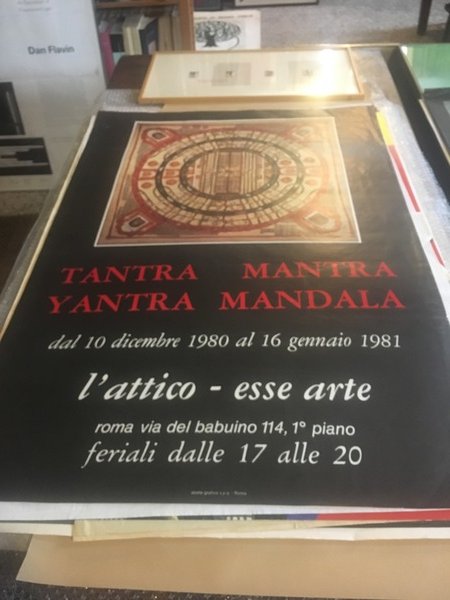 Dan Flavin
TANTRA MANTRA
YANTRA MANDALA
dal 10 dicembre 1980 al 16 gennaio 1981
l'attico - esse arte
roma via del babuino 114, 1° piano
feriali dalle 17 alle 20